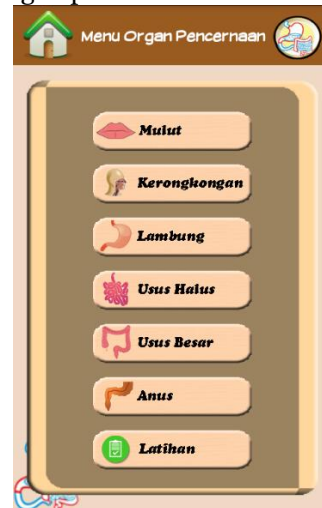 Menu Organ Pencernaan
Mulut
Kerongkongan
Lambung
Usus Halus
Usus Besar
Anus
Latihan